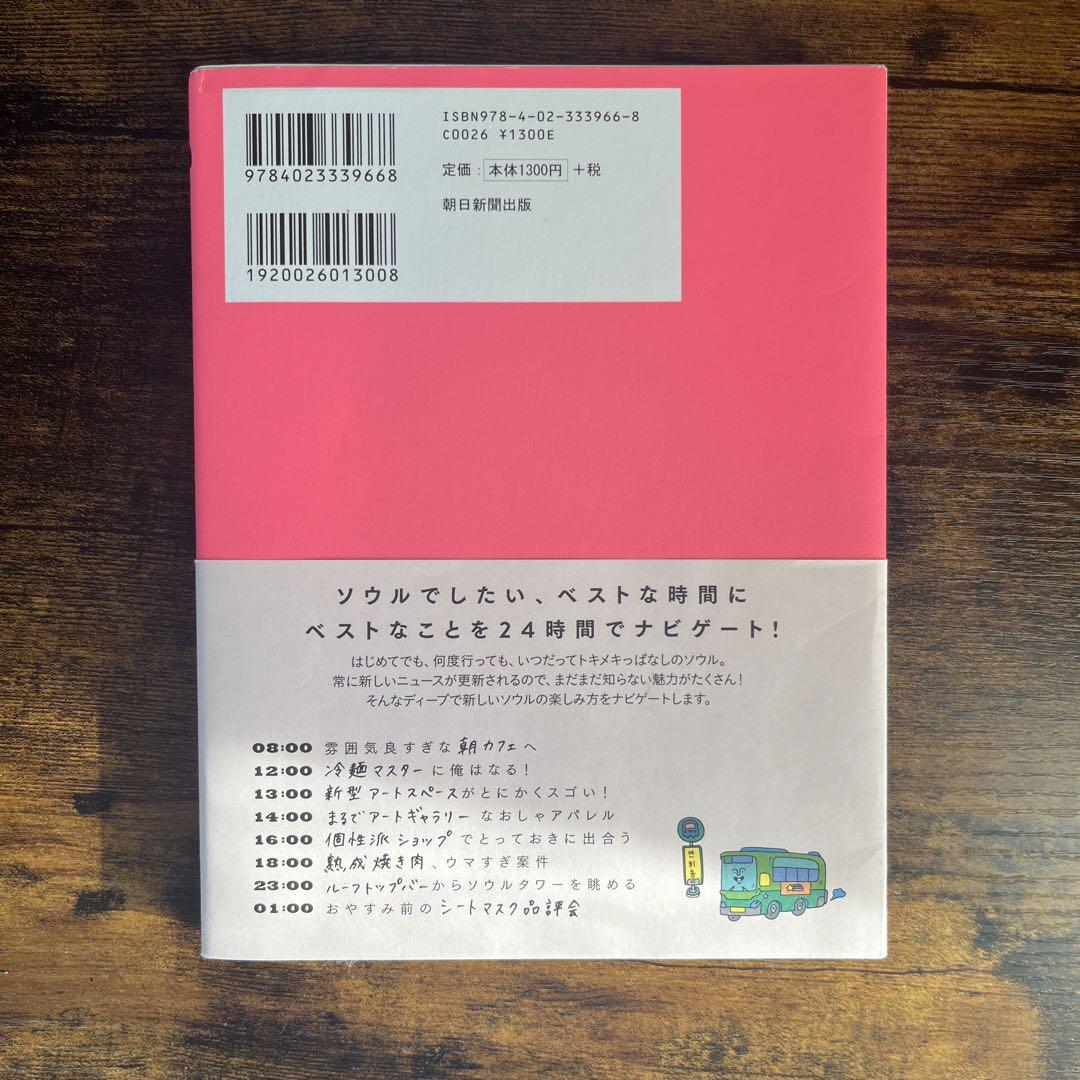 ISBN978-4-02-333966-8
C0026 ¥1300E
定価：本体1300円＋税
朝日新聞出版
9784023339668
1920026013008
ソウルでしたい、ベストな時間に
ベストなことを24時間でナビゲート！
はじめてでも、何度行っても、いつだってトキメキっぱなしのソウル。
常に新しいニュースが更新されるので、まだまだ知らない魅力がたくさん！
そんなディープで新しいソウルの楽しみ方をナビゲートします。
08:00 雰囲気良すぎな朝カフェへ
12:00 冷麺マスターに俺はなる！
13:00 新型アートスペースがとにかくスゴい！
14:00 まるでアートギャラリーなおしゃアパレル
16:00 個性派ショップでとっておきに出合う
18:00 熟成焼き肉、ウマすぎ案件
23:00 ルーフトップバーからソウルタワーを眺める
01:00 おやすみ前のシートマスク品評会